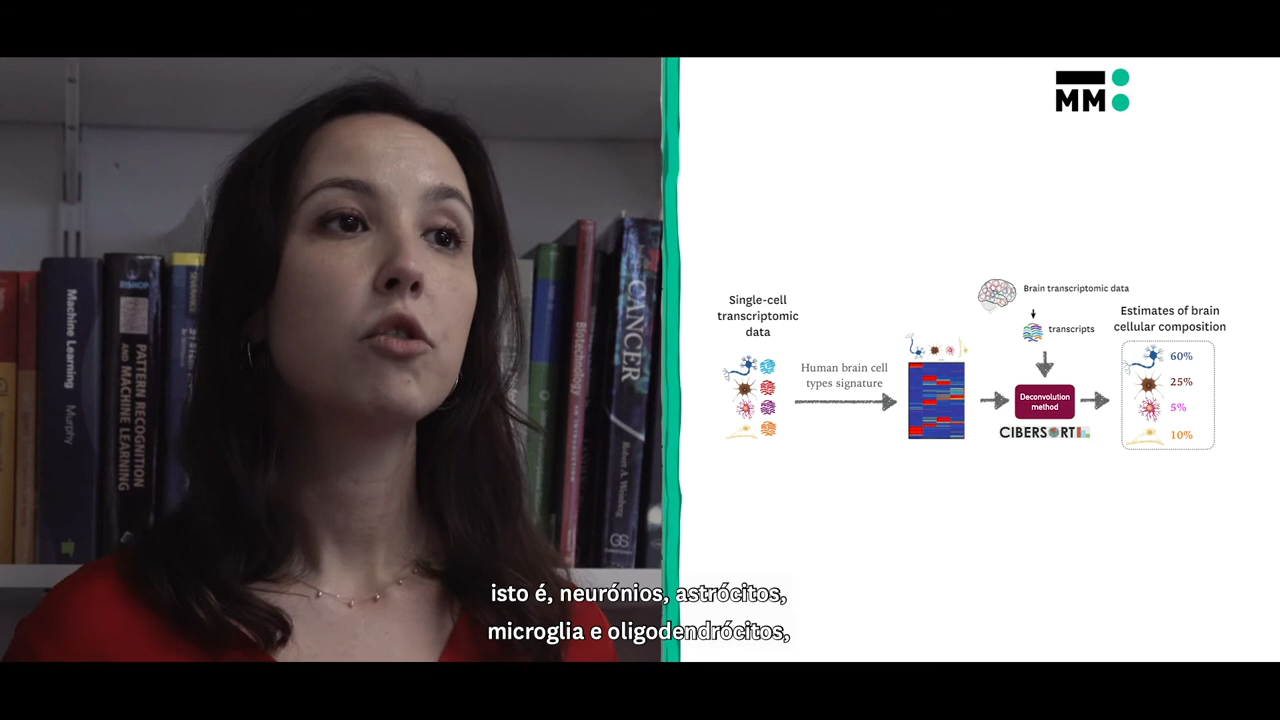 MM
Machine Learning
Murphy
BISHOP
PATTERN RECOGNITION
AND MACHINE LEARNING
Biotechnology
CANCER
Robert A. Weinberg
GS
Single-cell
transcriptomic
data
Human brain cell
types signature
Brain transcriptomic data
transcripts
Deconvolution
method
CIBERSORT
Estimates of brain
cellular composition
60%
25%
5%
10%
isto é, neurónios, astrócitos,
microglia e oligodendrócitos,